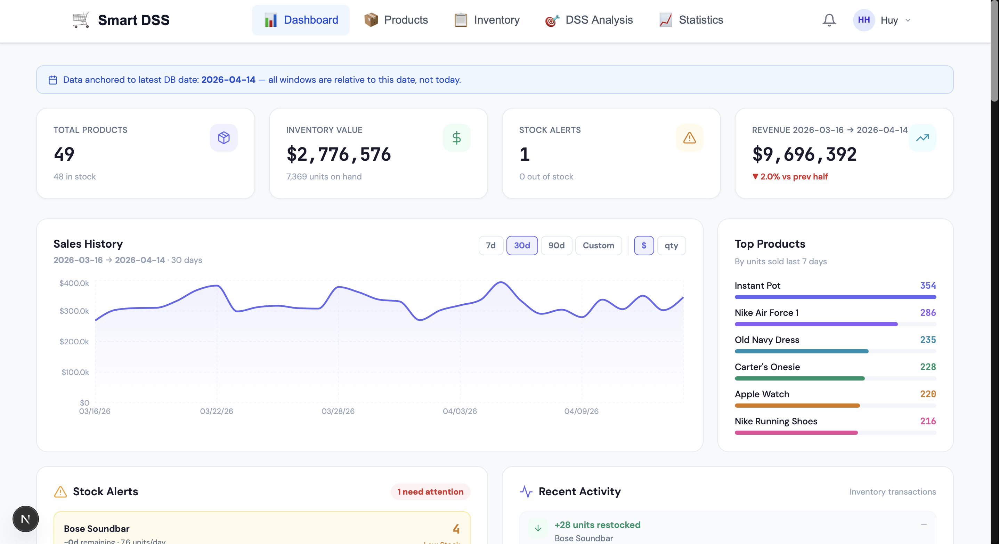 Smart DSS
Dashboard
Products
Inventory
DSS Analysis
Statistics
HH
Huy
Data anchored to latest DB date: 2026-04-14 — all windows are relative to this date, not today.
TOTAL PRODUCTS
49
48 in stock
INVENTORY VALUE
$2,776,576
7,369 units on hand
STOCK ALERTS
1
0 out of stock
REVENUE 2026-03-16 → 2026-04-14
$9,696,392
▼ 2.0% vs prev half
Sales History
2026-03-16 → 2026-04-14 · 30 days
7d
30d
90d
Custom
$
qty
$400.0k
$300.0k
$200.0k
$100.0k
$0
03/16/26
03/22/26
03/28/26
04/03/26
04/09/26
Top Products
By units sold last 7 days
Instant Pot 354
Nike Air Force 1 286
Old Navy Dress 235
Carter's Onesie 228
Apple Watch 220
Nike Running Shoes 216
Stock Alerts
1 need attention
Bose Soundbar
4
~0d remaining · 7.6 units/day
Low Stock
Recent Activity
Inventory transactions
+28 units restocked
—
Bose Soundbar
N